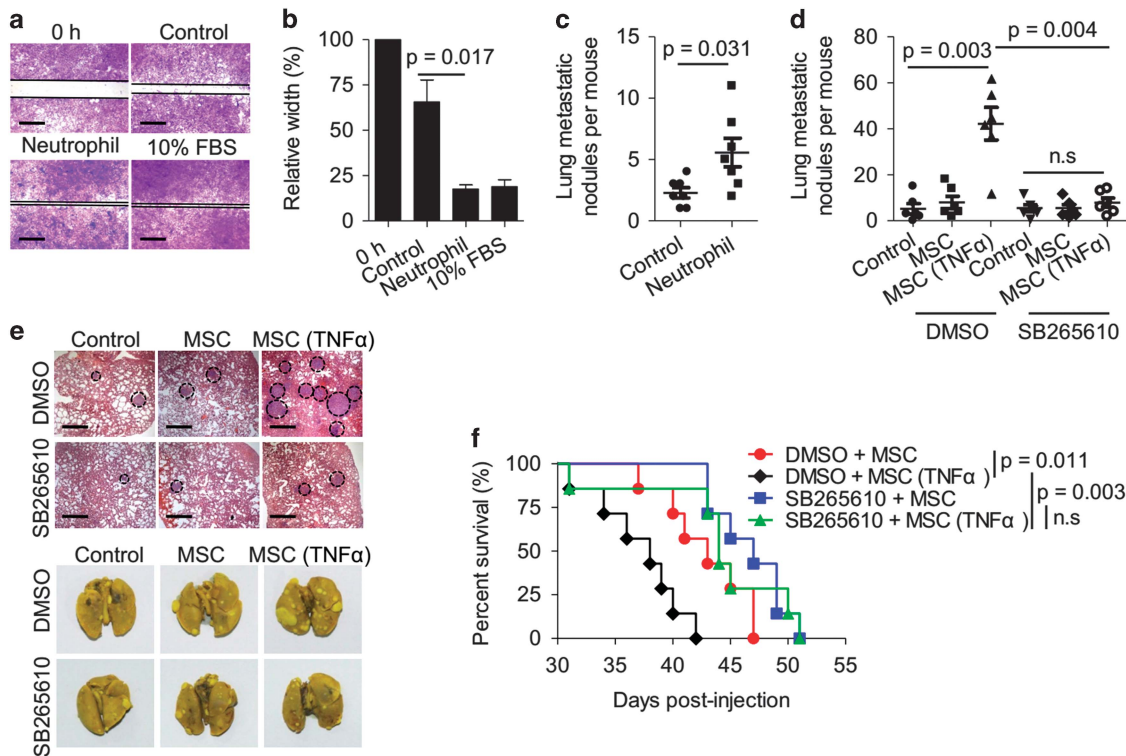 a
0 h
Control
Neutrophil
10% FBS
b
Relative width (%)
100
75
50
25
0
p = 0.017
0 h
Control
Neutrophil
10% FBS
c
Lung metastatic
nodules per mouse
15
10
5
0
p = 0.031
Control
Neutrophil
d
Lung metastatic
nodules per mouse
80
60
40
20
0
p = 0.003
p = 0.004
n.s
Control
MSC
MSC (TNFα)
Control
MSC
MSC (TNFα)
DMSO
SB265610
e
Control
MSC
MSC (TNFα)
DMSO
SB265610
Control
MSC
MSC (TNFα)
DMSO
SB265610
f
Percent survival (%)
100
75
50
25
0
30
35
40
45
50
55
Days post-injection
DMSO + MSC
DMSO + MSC (TNFα )
SB265610 + MSC
SB265610 + MSC (TNFα )
p = 0.011
p = 0.003
n.s